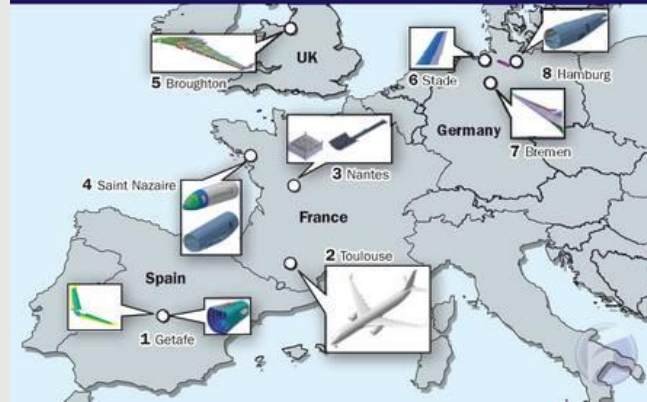 UK
5 Broughton
6 Stade
8 Hamburg
Germany
7 Bremen
3 Nantes
4 Saint Nazaire
France
2 Toulouse
Spain
1 Getafe